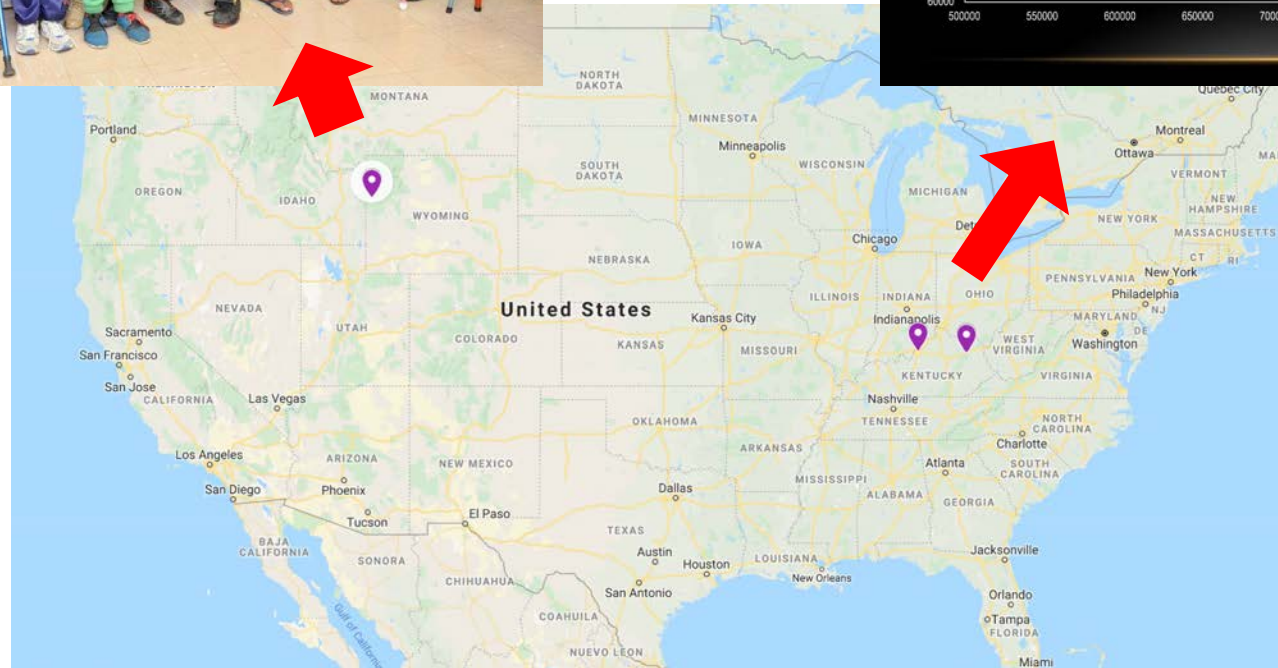 60000
500000 550000 600000 650000
Quebec City
NORTH
DAKOTA
MONTANA
MINNESOTA
Portland
Minneapolis
Montreal
Ottawa
WISCONSIN
SOUTH
DAKOTA
VERMONT
OREGON
IDAHO
MICHIGAN
NEW
HAMPSHIRE
WYOMING
NEW YORK
MASSACHUSETTS
Chicago
IOWA
NEBRASKA
CT RI
PENNSYLVANIA
New York
ILLINOIS
INDIANA
OHIO
Philadelphia
NEVADA
United States
Kansas City
Indianapolis
MARYLAND
NJ
Sacramento
UTAH
DE
COLORADO
KANSAS
MISSOURI
WEST
VIRGINIA
Washington
San Francisco
San Jose
KENTUCKY
VIRGINIA
CALIFORNIA
Las Vegas
Nashville
TENNESSEE
OKLAHOMA
NORTH
CAROLINA
Charlotte
Los Angeles
ARIZONA
NEW MEXICO
ARKANSAS
Atlanta
SOUTH
CAROLINA
San Diego
Phoenix
Dallas
MISSISSIPPI
ALABAMA
GEORGIA
Tucson
El Paso
TEXAS
BAJA
CALIFORNIA
SONORA
Austin
Houston
LOUISIANA
Jacksonville
CHIHUAHUA
San Antonio
New Orleans
Orlando
COAHUILA
Tampa
FLORIDA
Gulf of California
NUEVO LEON
Miami